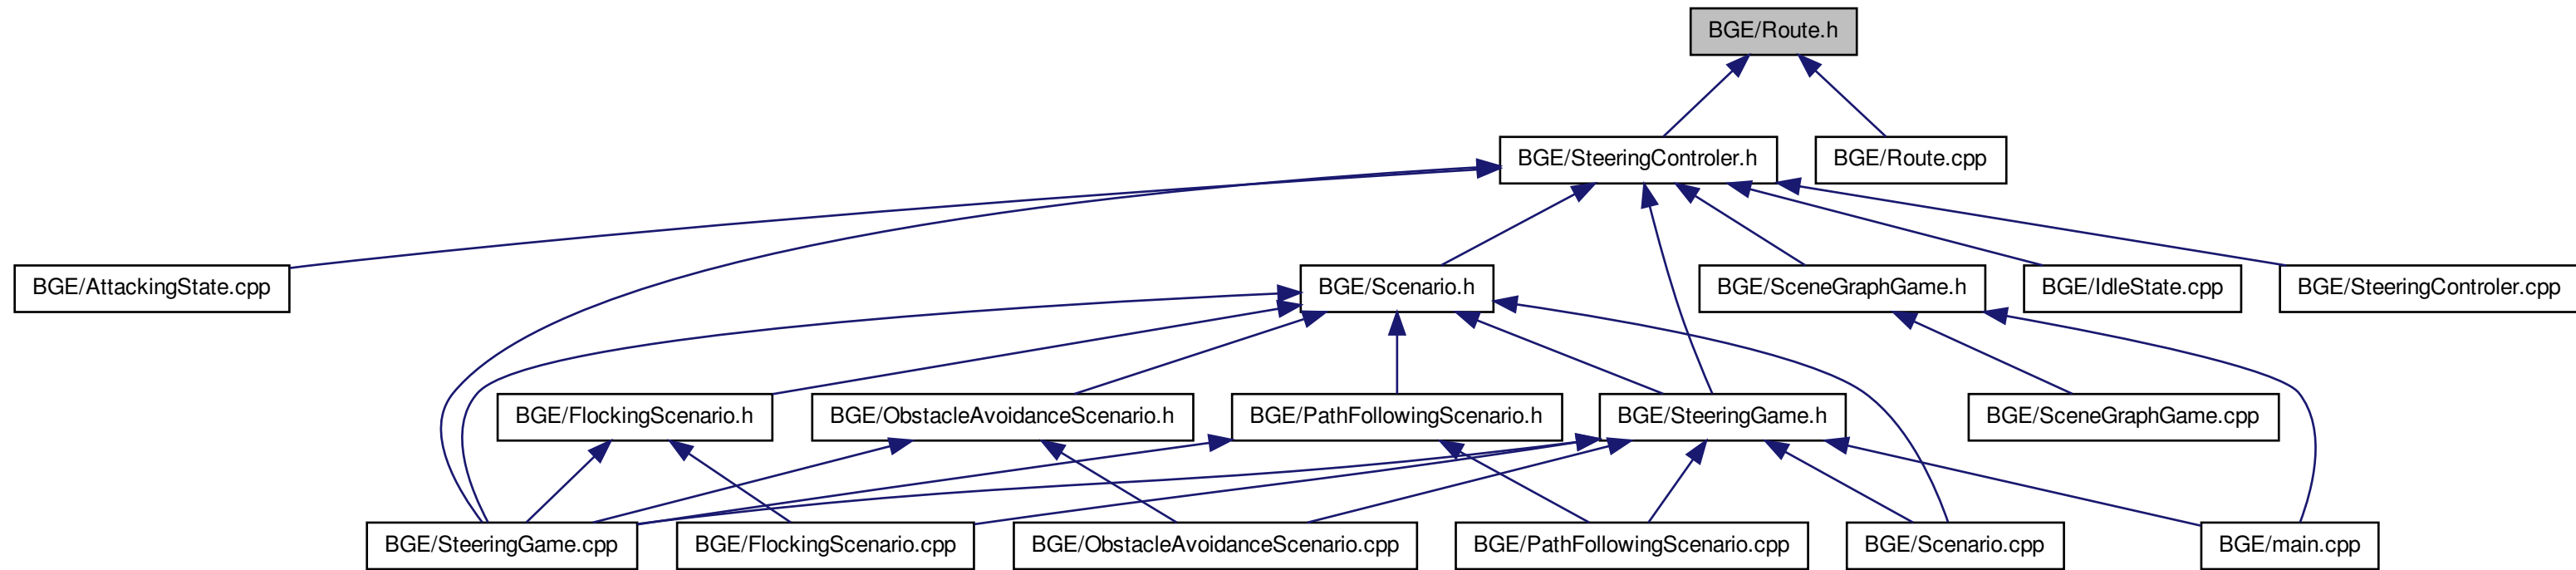 BGE/Route.h
BGE/SteeringControler.h
BGE/Route.cpp
BGE/AttackingState.cpp
BGE/Scenario.h
BGE/SceneGraphGame.h
BGE/IdleState.cpp
BGE/SteeringControler.cpp
BGE/FlockingScenario.h
BGE/ObstacleAvoidanceScenario.h
BGE/PathFollowingScenario.h
BGE/SteeringGame.h
BGE/SceneGraphGame.cpp
BGE/SteeringGame.cpp
BGE/FlockingScenario.cpp
BGE/ObstacleAvoidanceScenario.cpp
BGE/PathFollowingScenario.cpp
BGE/Scenario.cpp
BGE/main.cpp